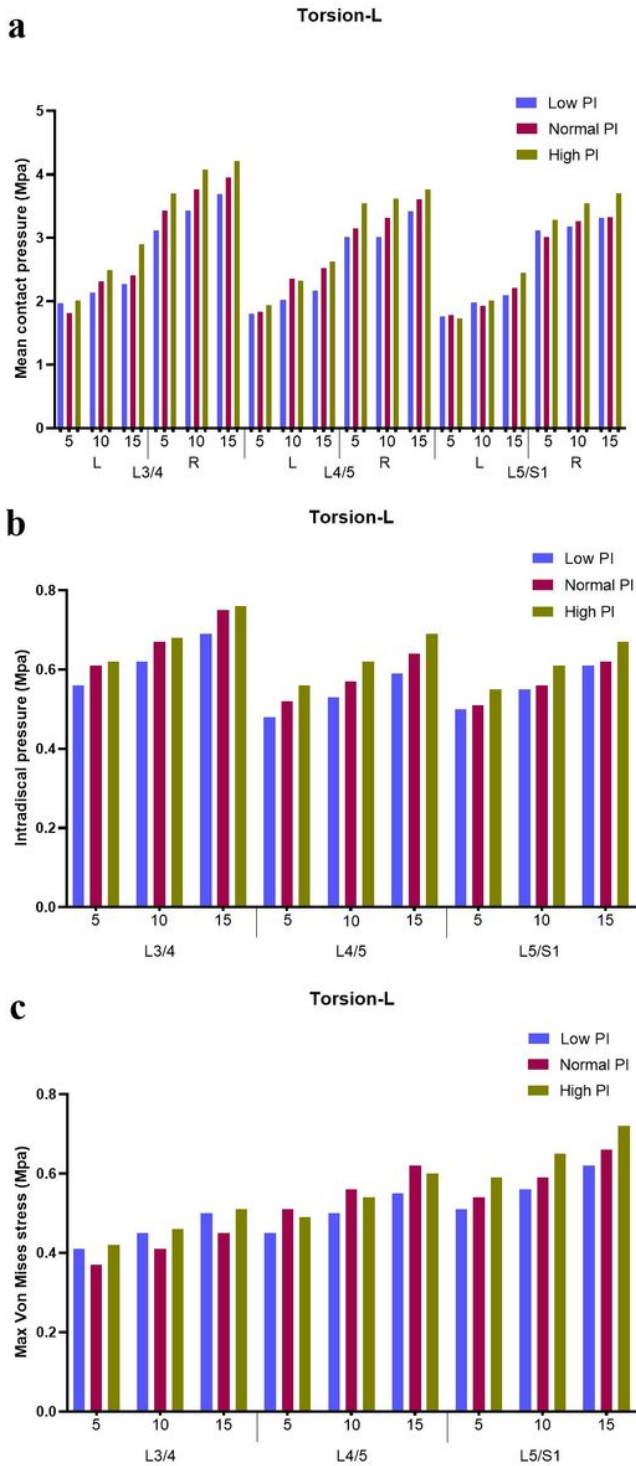 a
Torsion-L
Low PI
Normal PI
High PI
Mean contact pressure (Mpa)
5
4
3
2
1
0
5 10 15 5 10 15 5 10 15 5 10 15 5 10 15 5 10 15
L R L R L R
L3/4 L4/5 L5/S1
b
Torsion-L
Low PI
Normal PI
High PI
Intradiscal pressure (Mpa)
0.8
0.6
0.4
0.2
0.0
5 10 15 5 10 15 5 10 15
L3/4 L4/5 L5/S1
c
Torsion-L
Low PI
Normal PI
High PI
Max Von Mises stress (Mpa)
0.8
0.6
0.4
0.2
0.0
5 10 15 5 10 15 5 10 15
L3/4 L4/5 L5/S1